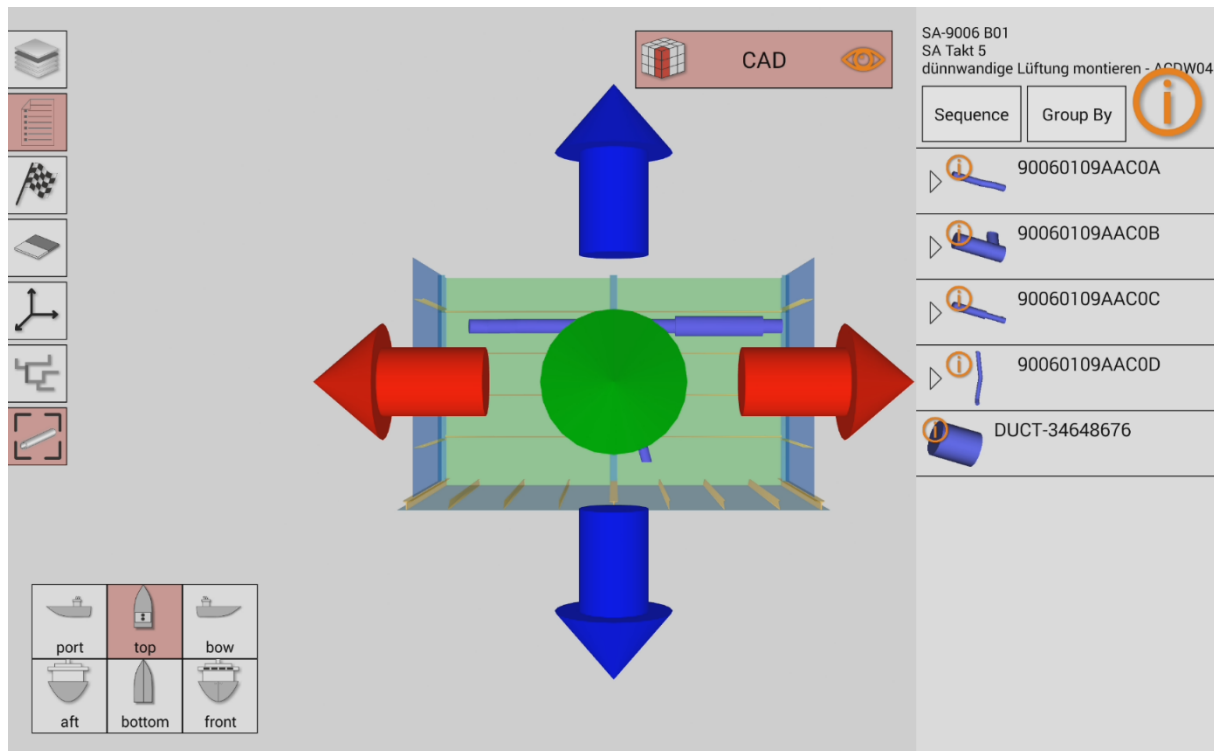 CAD
SA-9006 B01
SA Takt 5
dünnwandige Lüftung montieren - ASDW04
Sequence
Group By
90060109AAC0A
90060109AAC0B
90060109AAC0C
90060109AAC0D
DUCT-34648676
port
top
bow
aft
bottom
front